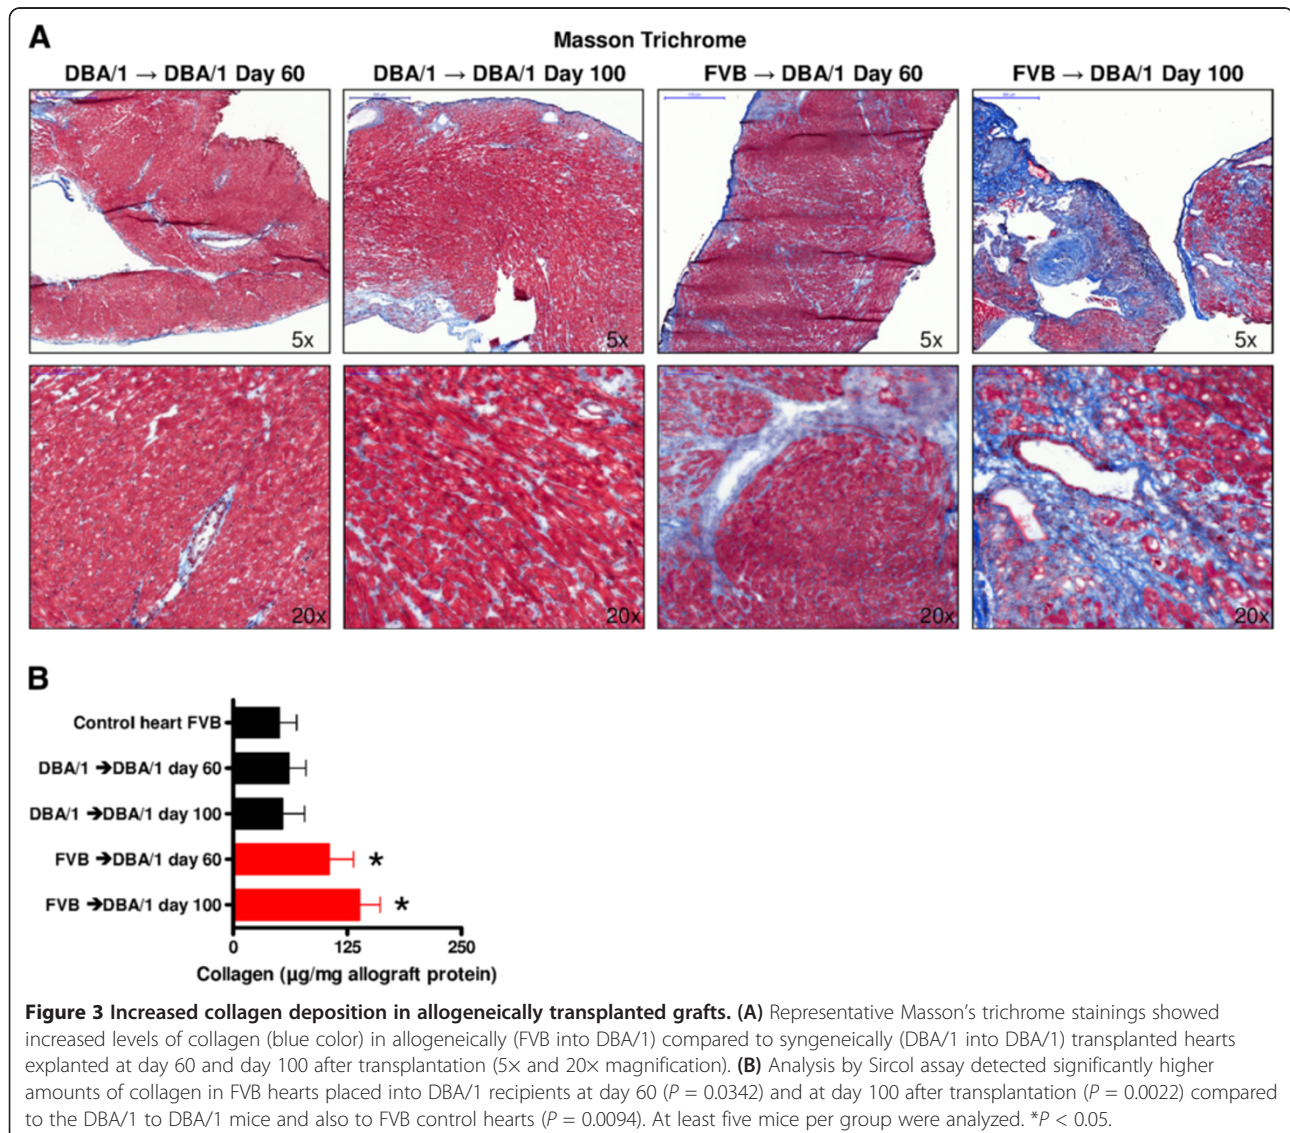 A
Masson Trichrome
DBA/1 → DBA/1 Day 60
DBA/1 → DBA/1 Day 100
FVB → DBA/1 Day 60
FVB → DBA/1 Day 100
5x
5x
5x
5x
20x
20x
20x
20x
B
Control heart FVB
DBA/1 ➔DBA/1 day 60
DBA/1 ➔DBA/1 day 100
FVB ➔DBA/1 day 60
*
FVB ➔DBA/1 day 100
*
0
125
250
Collagen (µg/mg allograft protein)
Figure 3 Increased collagen deposition in allogeneically transplanted grafts. (A) Representative Masson's trichrome stainings showed
increased levels of collagen (blue color) in allogeneically (FVB into DBA/1) compared to syngeneically (DBA/1 into DBA/1) transplanted hearts
explanted at day 60 and day 100 after transplantation (5× and 20× magnification). (B) Analysis by Sircol assay detected significantly higher
amounts of collagen in FVB hearts placed into DBA/1 recipients at day 60 (P = 0.0342) and at day 100 after transplantation (P = 0.0022) compared
to the DBA/1 to DBA/1 mice and also to FVB control hearts (P = 0.0094). At least five mice per group were analyzed. *P < 0.05.